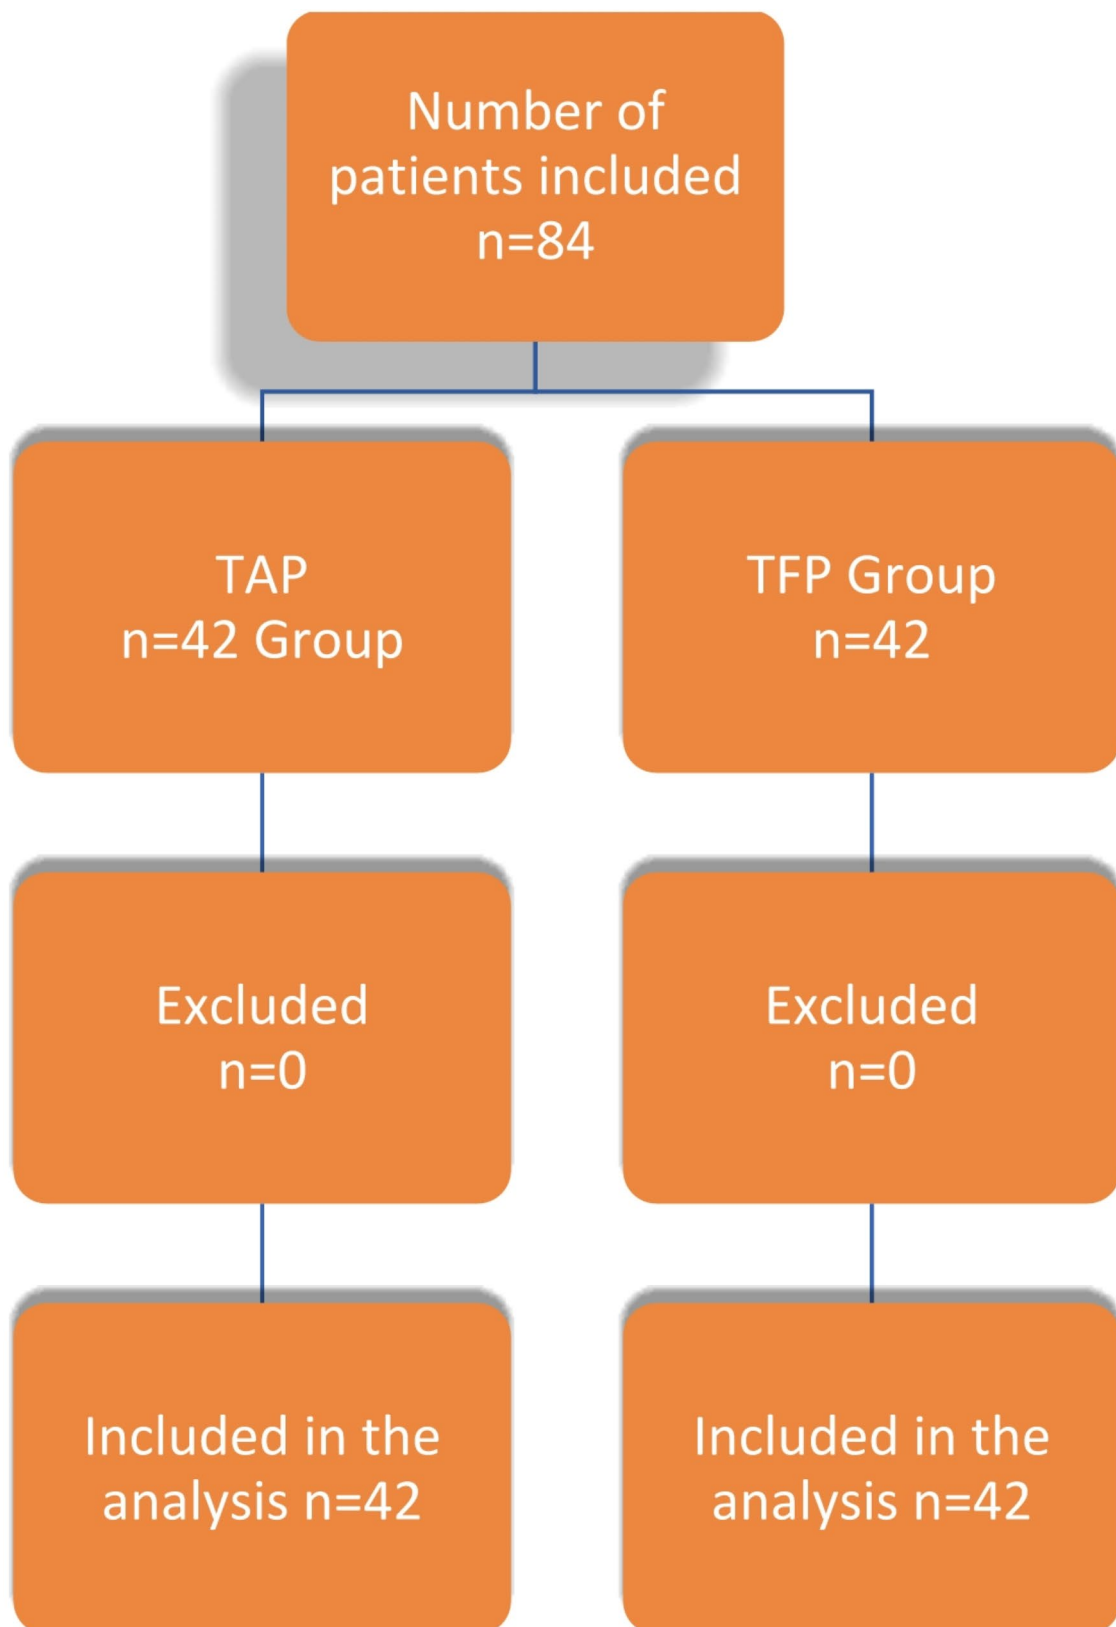 Number of
patients included
n=84
TAP
n=42 Group
TFP Group
n=42
Excluded
n=0
Excluded
n=0
Included in the
analysis n=42
Included in the
analysis n=42